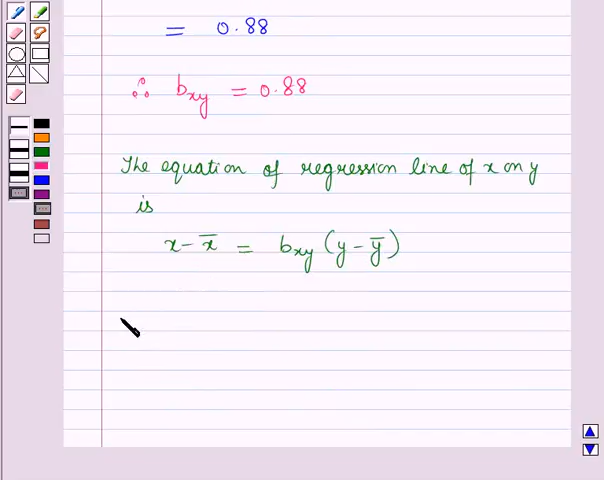 = 0.88
∴ bxy = 0.88
The equation of regression line of x on y
is
x - x̅ = bxy (y - y̅)